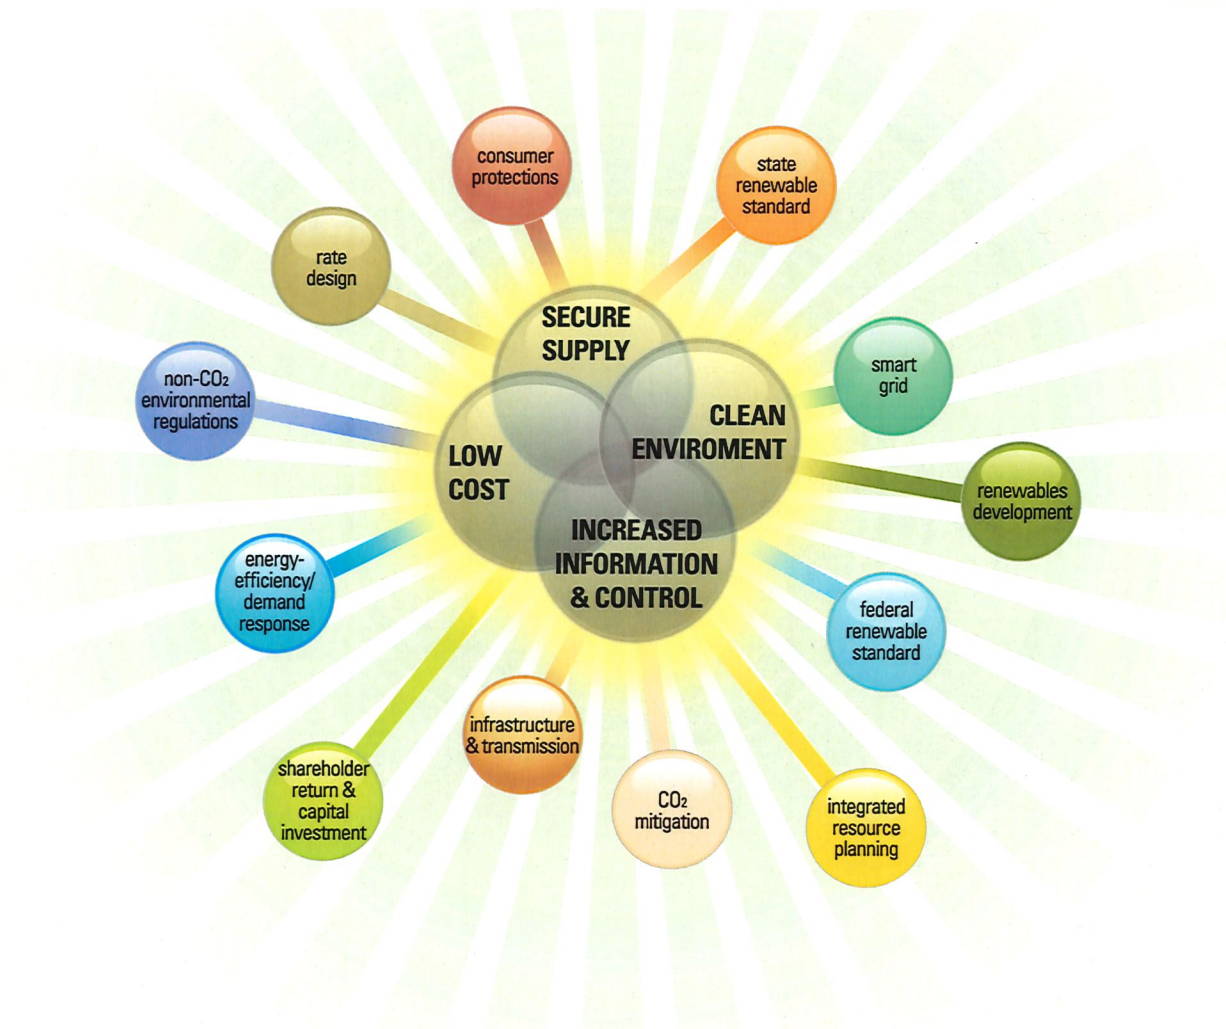 consumer
protections
state
renewable
standard
rate
design
SECURE
SUPPLY
smart
grid
non-CO₂
environmental
regulations
CLEAN
ENVIROMENT
LOW
COST
renewables
development
INCREASED
INFORMATION
& CONTROL
energy-
efficiency/
demand
response
federal
renewable
standard
infrastructure
& transmission
shareholder
return &
capital
investment
CO₂
mitigation
integrated
resource
planning